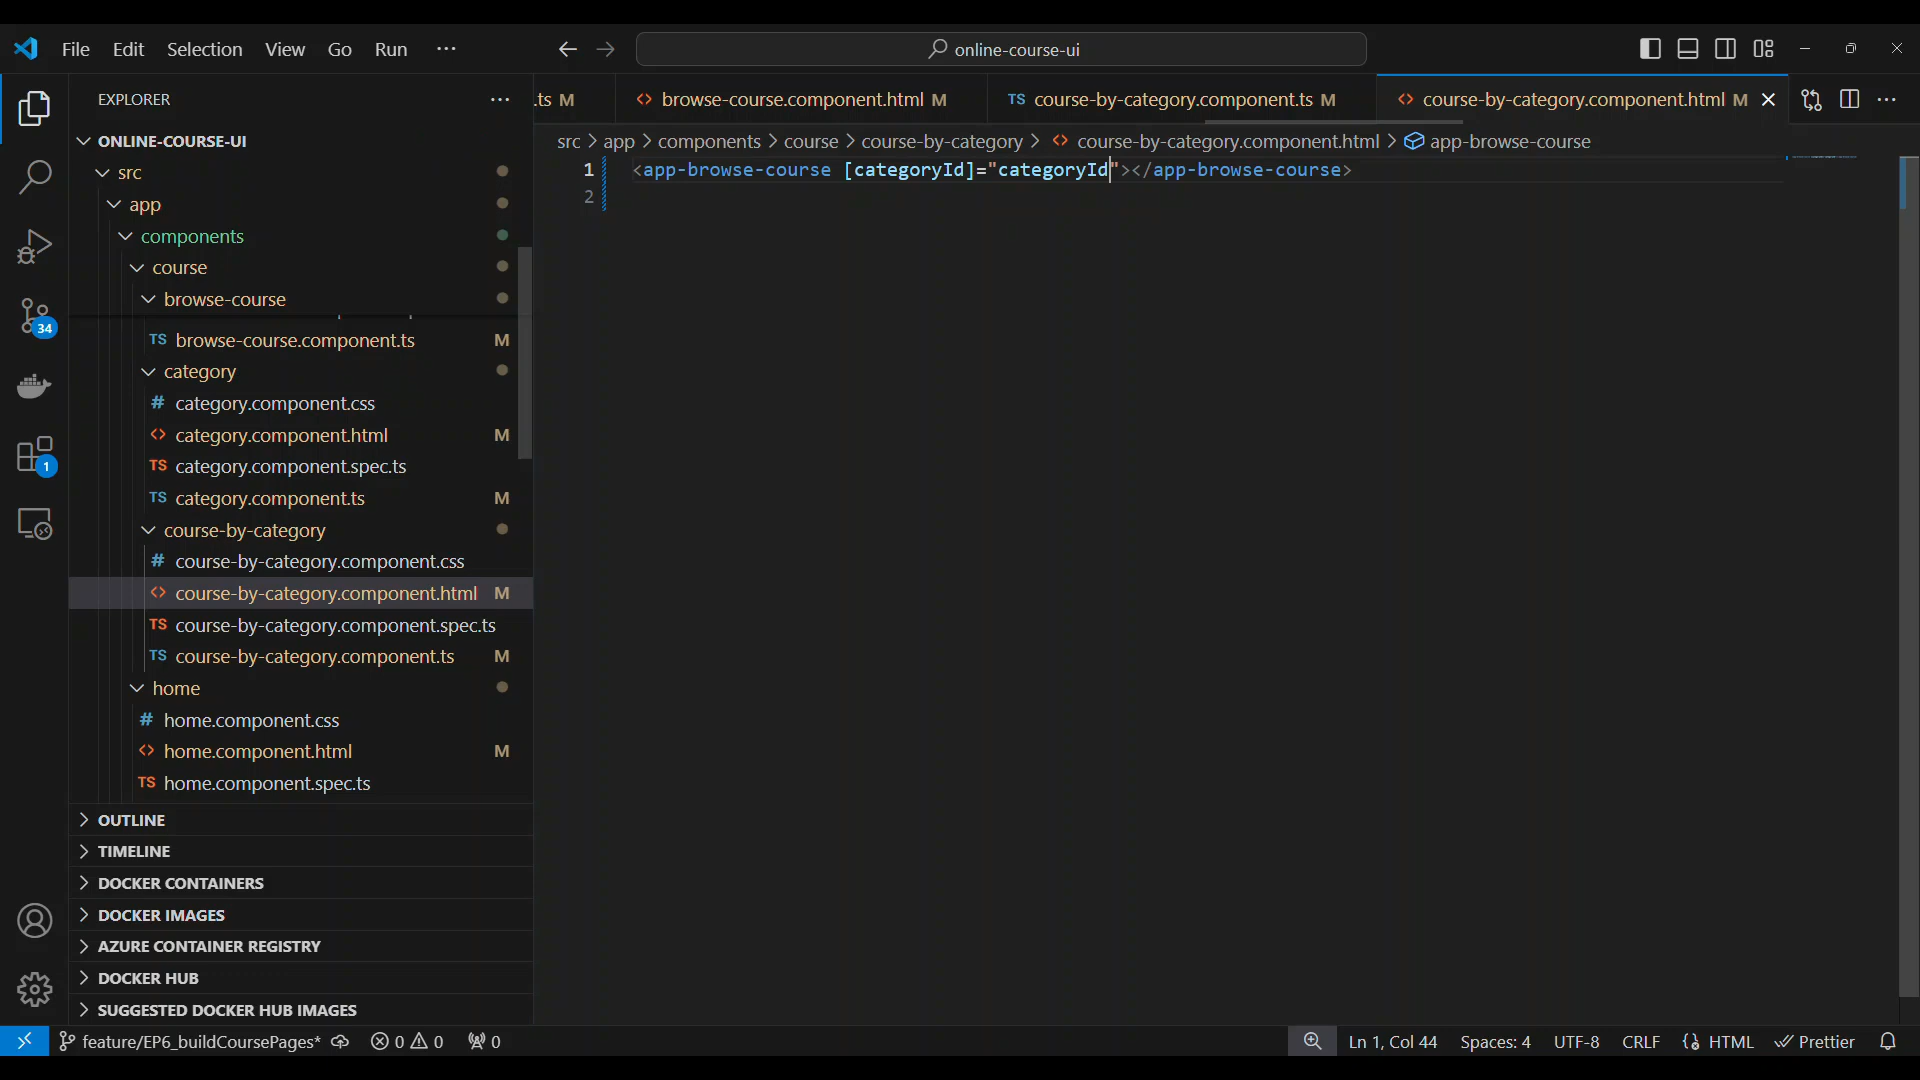 File Edit Selection View Go Run ···
online-course-ui
EXPLORER
.ts M
browse-course.component.html M
TS course-by-category.component.ts M
course-by-category.component.html M
src > app > components > course > course-by-category > course-by-category.component.html > app-browse-course
1 <app-browse-course [categoryId]="categoryId"></app-browse-course>
2
ONLINE-COURSE-UI
src
app
components
course
browse-course
TS browse-course.component.ts M
category
# category.component.css
category.component.html M
TS category.component.spec.ts
TS category.component.ts M
course-by-category
# course-by-category.component.css
course-by-category.component.html M
TS course-by-category.component.spec.ts
TS course-by-category.component.ts M
home
# home.component.css
home.component.html M
TS home.component.spec.ts
34
1
OUTLINE
TIMELINE
DOCKER CONTAINERS
DOCKER IMAGES
AZURE CONTAINER REGISTRY
DOCKER HUB
SUGGESTED DOCKER HUB IMAGES
feature/EP6_buildCoursePages* 0 0 0 Ln 1, Col 44 Spaces: 4 UTF-8 CRLF HTML Prettier